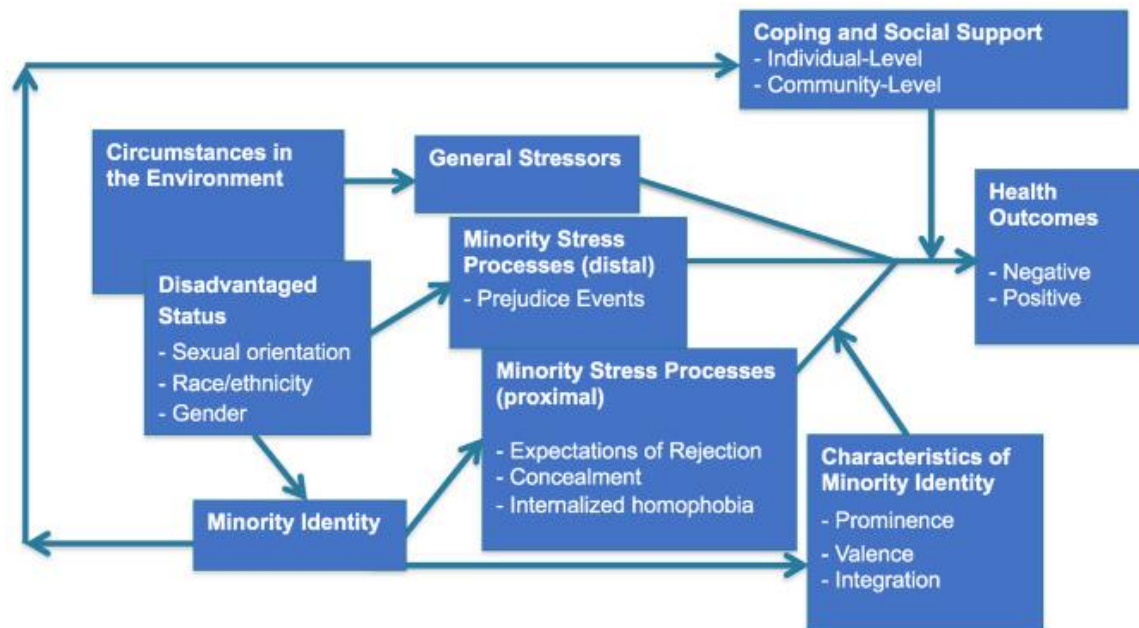 Coping and Social Support
- Individual-Level
- Community-Level
Circumstances in
the Environment
General Stressors
Health
Outcomes
- Negative
- Positive
Minority Stress
Processes (distal)
- Prejudice Events
Disadvantaged
Status
- Sexual orientation
- Race/ethnicity
- Gender
Minority Stress Processes
(proximal)
- Expectations of Rejection
- Concealment
- Internalized homophobia
Characteristics of
Minority Identity
- Prominence
- Valence
- Integration
Minority Identity